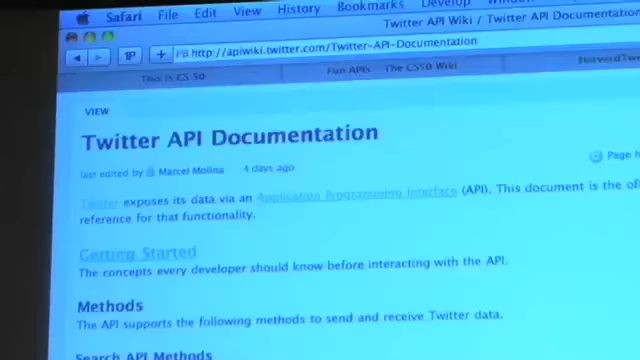 Safari File Edit View History Bookmarks Develop
Twitter API Wiki / Twitter API Documentation
1P + http://apiwiki.twitter.com/Twitter-API-Documentation
This is CS 50 Fun APIs The CS50 Wiki
VIEW
Twitter API Documentation
last edited by Marcel Molina 4 days ago
Page h
Twitter exposes its data via an Application Programming Interface (API). This document is the of
reference for that functionality.
Getting Started
The concepts every developer should know before interacting with the API.
Methods
The API supports the following methods to send and receive Twitter data.
Search API Methods